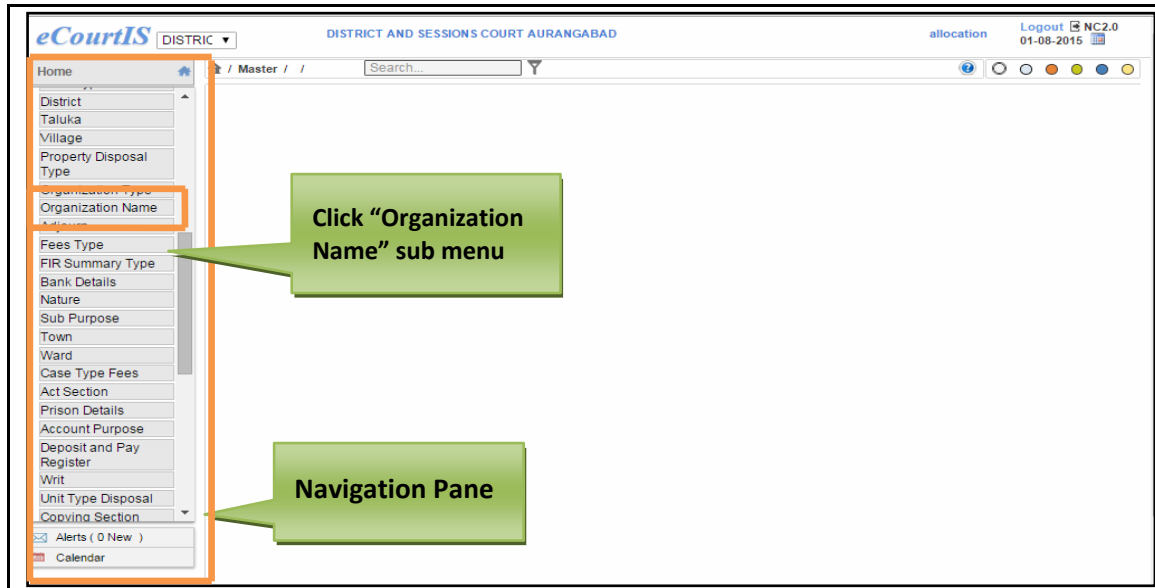 eCourtIS DISTRIC
DISTRICT AND SESSIONS COURT AURANGABAD
allocation
Logout NC2.0
01-08-2015
Home
/ Master / /
Search...
District
Taluka
Village
Property Disposal
Type
Organization Type
Organization Name
Adjourn
Fees Type
FIR Summary Type
Bank Details
Nature
Sub Purpose
Town
Ward
Case Type Fees
Act Section
Prison Details
Account Purpose
Deposit and Pay
Register
Writ
Unit Type Disposal
Copying Section
Alerts ( 0 New )
Calendar
Click “Organization
Name” sub menu
Navigation Pane